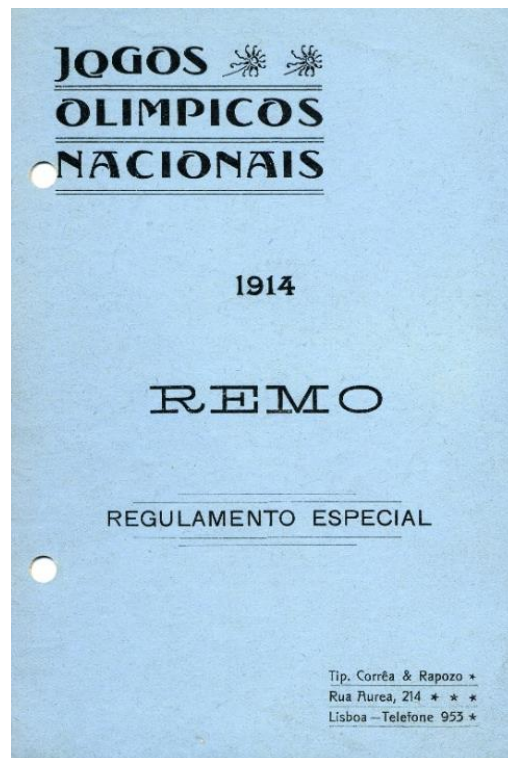 JOGOS
OLIMPICOS
NACIONAIS
1914
REMO
REGULAMENTO ESPECIAL
Tip. Corrêa & Rapozo *
Rua Aurea, 214 * * *
Lisboa – Telefone 953 *